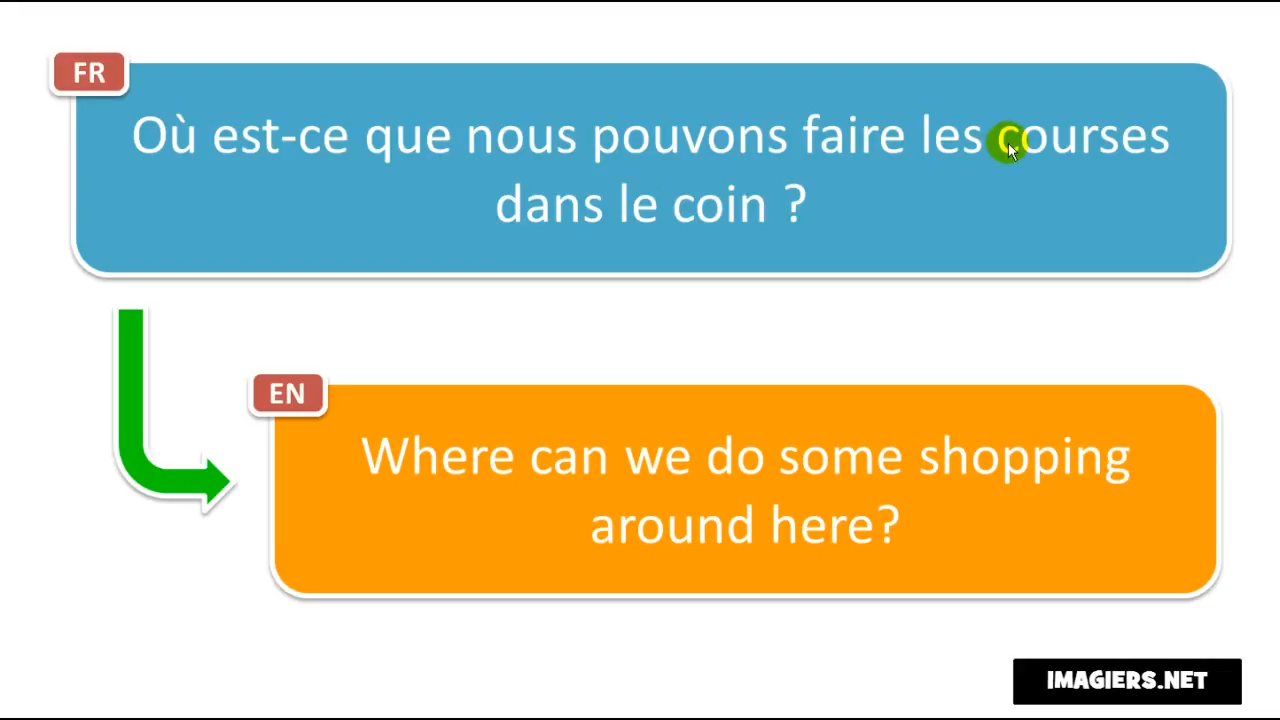 FR
Où est-ce que nous pouvons faire les courses
dans le coin ?
EN
Where can we do some shopping
around here?
IMAGIERS.NET